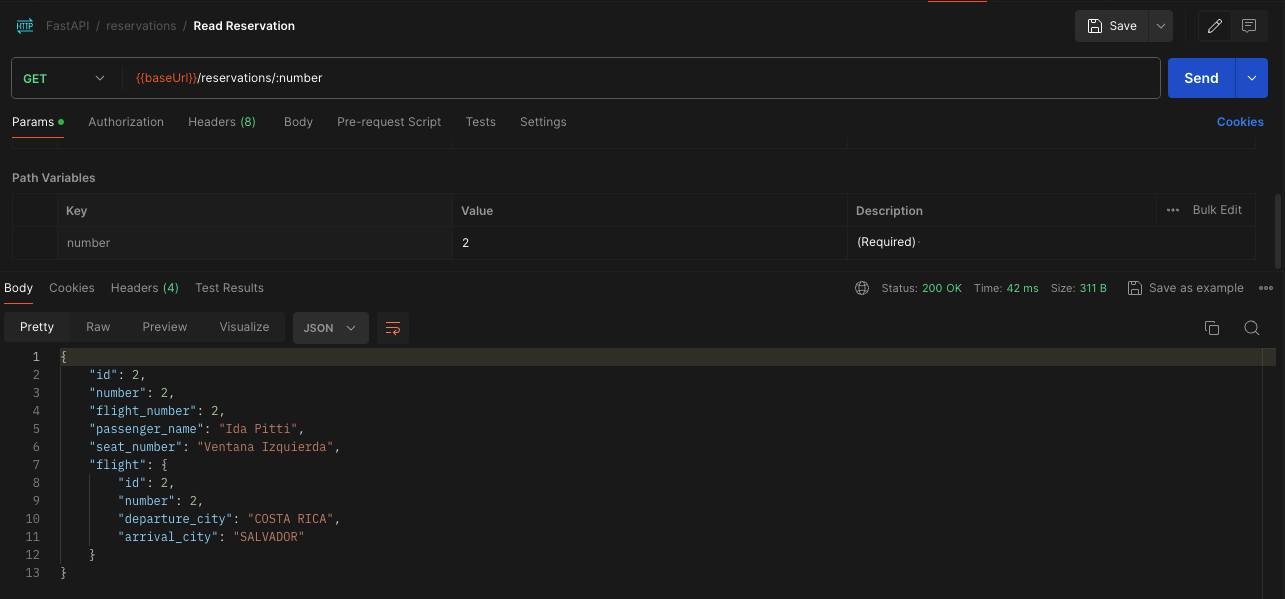 HTTP FastAPI / reservations / Read Reservation Save
GET {{baseUrl}}/reservations/:number Send
Params Authorization Headers (8) Body Pre-request Script Tests Settings Cookies
Path Variables
Key Value Description ••• Bulk Edit
number 2 (Required)
Body Cookies Headers (4) Test Results Status: 200 OK Time: 42 ms Size: 311 B Save as example •••
Pretty Raw Preview Visualize JSON
1 {
2 "id": 2,
3 "number": 2,
4 "flight_number": 2,
5 "passenger_name": "Ida Pitti",
6 "seat_number": "Ventana Izquierda",
7 "flight": {
8 "id": 2,
9 "number": 2,
10 "departure_city": "COSTA RICA",
11 "arrival_city": "SALVADOR"
12 }
13 }